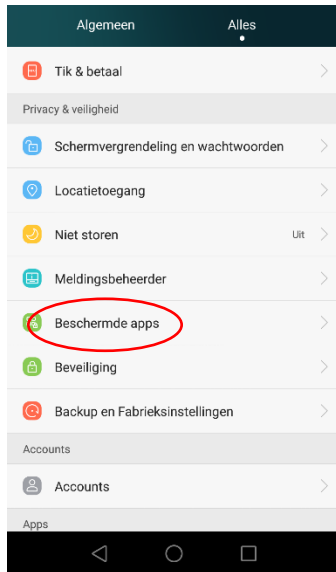 Algemeen Alles
Tik & betaal
Privacy & veiligheid
Schermvergrendeling en wachtwoorden
Locatietoegang
Niet storen Uit
Meldingsbeheerder
Beschermde apps
Beveiliging
Backup en Fabrieksinstellingen
Accounts
Accounts
Apps